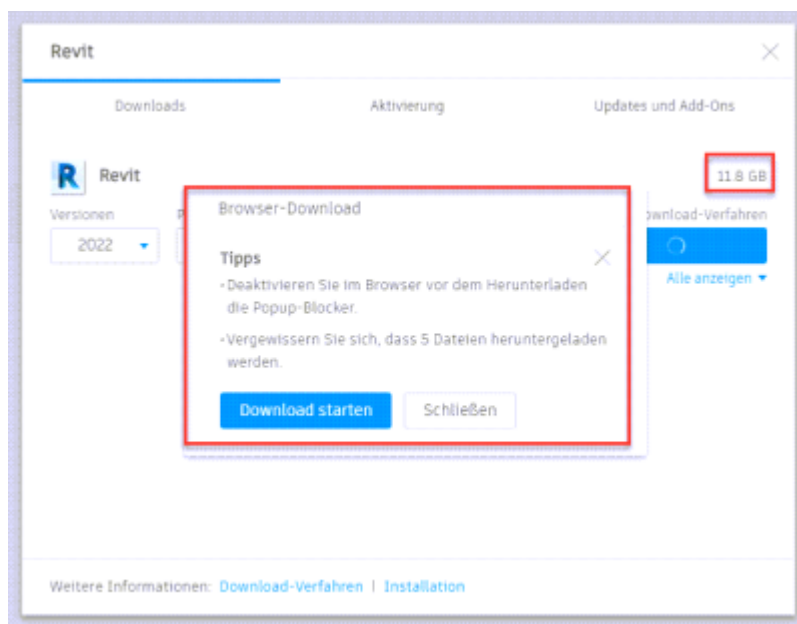 Revit
Downloads Aktivierung Updates und Add-Ons
R Revit 11.8 GB
Versionen
2022
Browser-Download
Tipps
-Deaktivieren Sie im Browser vor dem Herunterladen
die Popup-Blocker.
-Vergewissern Sie sich, dass 5 Dateien heruntergeladen
werden.
Download starten Schließen
ownload-Verfahren
Alle anzeigen
Weitere Informationen: Download-Verfahren | Installation